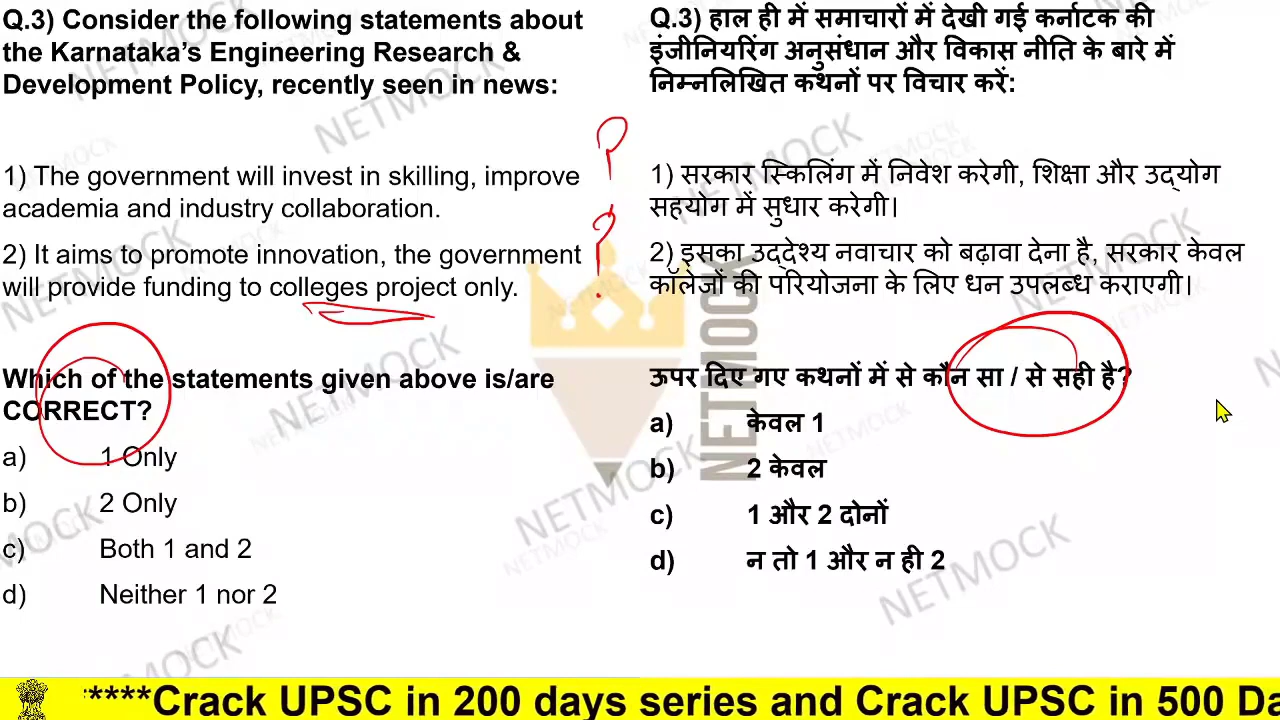 Q.3) Consider the following statements about
the Karnataka's Engineering Research &
Development Policy, recently seen in news:
1) The government will invest in skilling, improve
academia and industry collaboration.
2) It aims to promote innovation, the government
will provide funding to colleges project only.
Which of the statements given above is/are
CORRECT?
a) 1 Only
b) 2 Only
c) Both 1 and 2
d) Neither 1 nor 2
Q.3) हाल ही में समाचारों में देखी गई कर्नाटक की
इंजीनियरिंग अनुसंधान और विकास नीति के बारे में
निम्नलिखित कथनों पर विचार करें:
1) सरकार स्किलिंग में निवेश करेगी, शिक्षा और उद्योग
सहयोग में सुधार करेगी।
2) इसका उद्देश्य नवाचार को बढ़ावा देना है, सरकार केवल
कॉलेजों की परियोजना के लिए धन उपलब्ध कराएगी।
ऊपर दिए गए कथनों में से कौन सा / से सही है?
a) केवल 1
b) 2 केवल
c) 1 और 2 दोनों
d) न तो 1 और न ही 2
NETMOCK
*****Crack UPSC in 200 days series and Crack UPSC in 500 Da